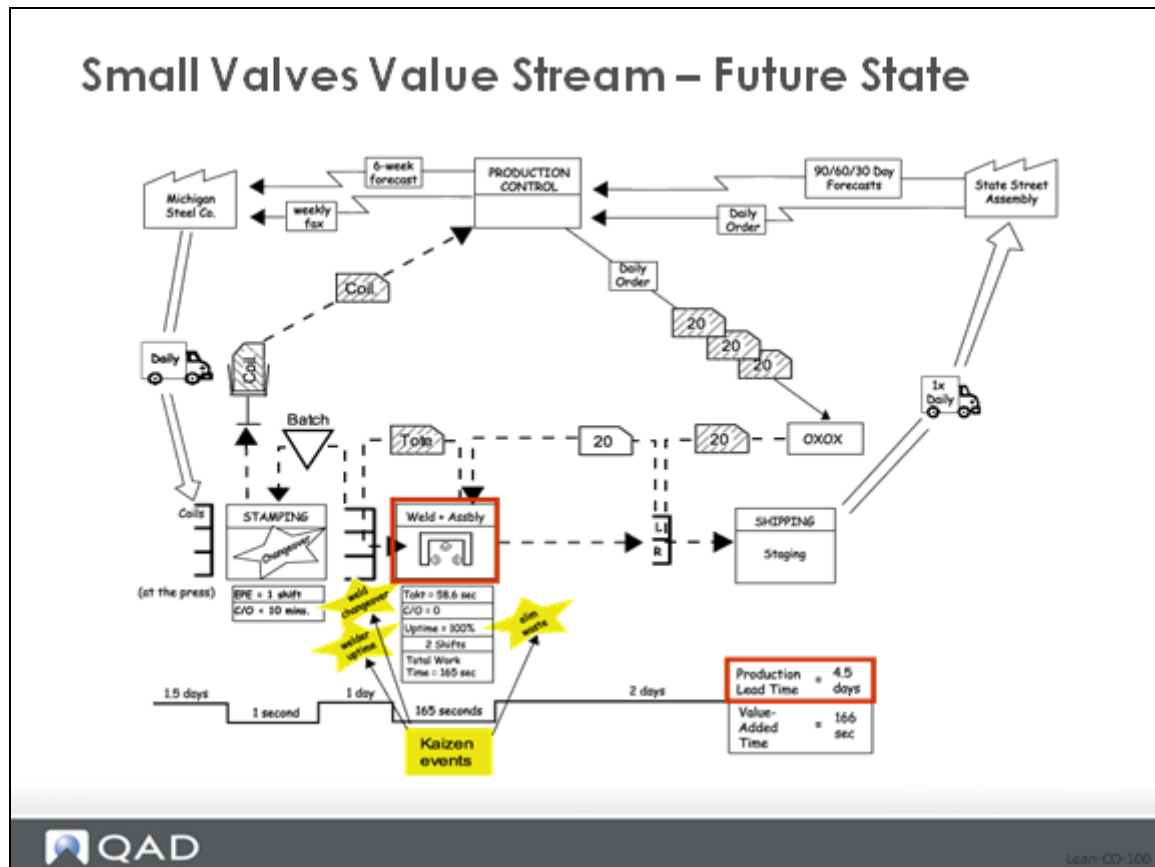 Small Valves Value Stream – Future State
Michigan
Steel Co.
6-week
forecast
weekly
fax
PRODUCTION
CONTROL
90/60/30 Day
Forecasts
Daily
Order
State Street
Assembly
Coil
Daily
Order
20
20
20
Daily
Coil
1x
Daily
Batch
Tote
20
20
OXOX
Coils
STAMPING
Changeover
(at the press)
EPE = 1 shift
C/O = 10 mins.
Weld + Assbly
L
R
SHIPPING
Staging
weld
changeover
welder
uptime
Takt = 58.6 sec
C/O = 0
Uptime = 100%
2 Shifts
Total Work
Time = 165 sec
elim
waste
1.5 days
1 second
1 day
165 seconds
2 days
Production
Lead Time = 4.5
days
Value-
Added
Time = 166
sec
Kaizen
events
QAD
Lean-CO-100